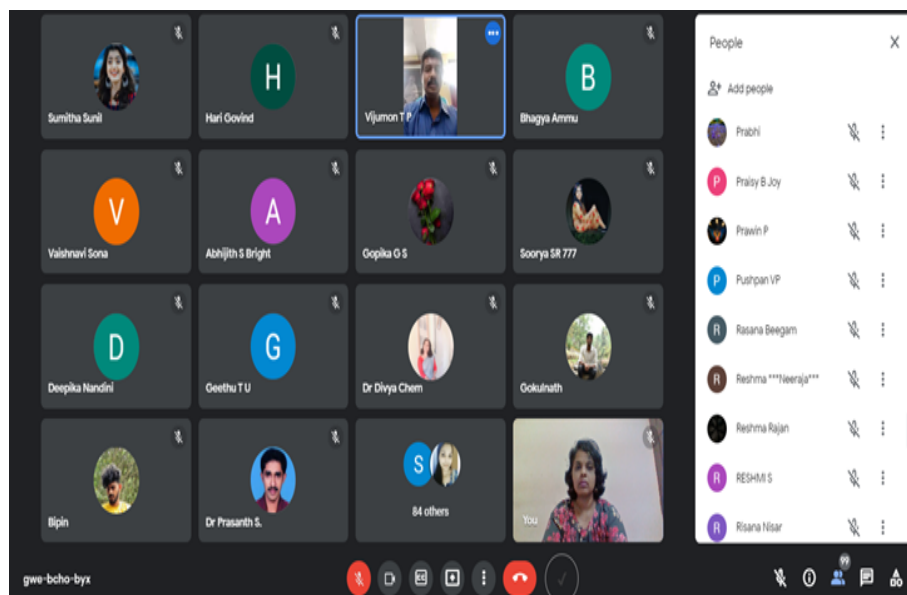 Sumitha Sunil
H
Hari Govind
Vijumon T P
B
Bhagya Ammu
V
Vaishnavi Sona
A
Abhijith S Bright
Gopika G S
Soorya SR 777
D
Deepika Nandini
G
Geethu T U
Dr Divya Chem
Gokulnath
Bipin
Dr Prasanth S.
S
84 others
You
People
Add people
Prabhi
P Praisy B Joy
Prawin P
P Pushpan VP
R Rasana Beegam
R Reshma ***Neeraja***
Reshma Rajan
R RESHMI S
R Risana Nisar
gwe-bcho-byx
CC
99